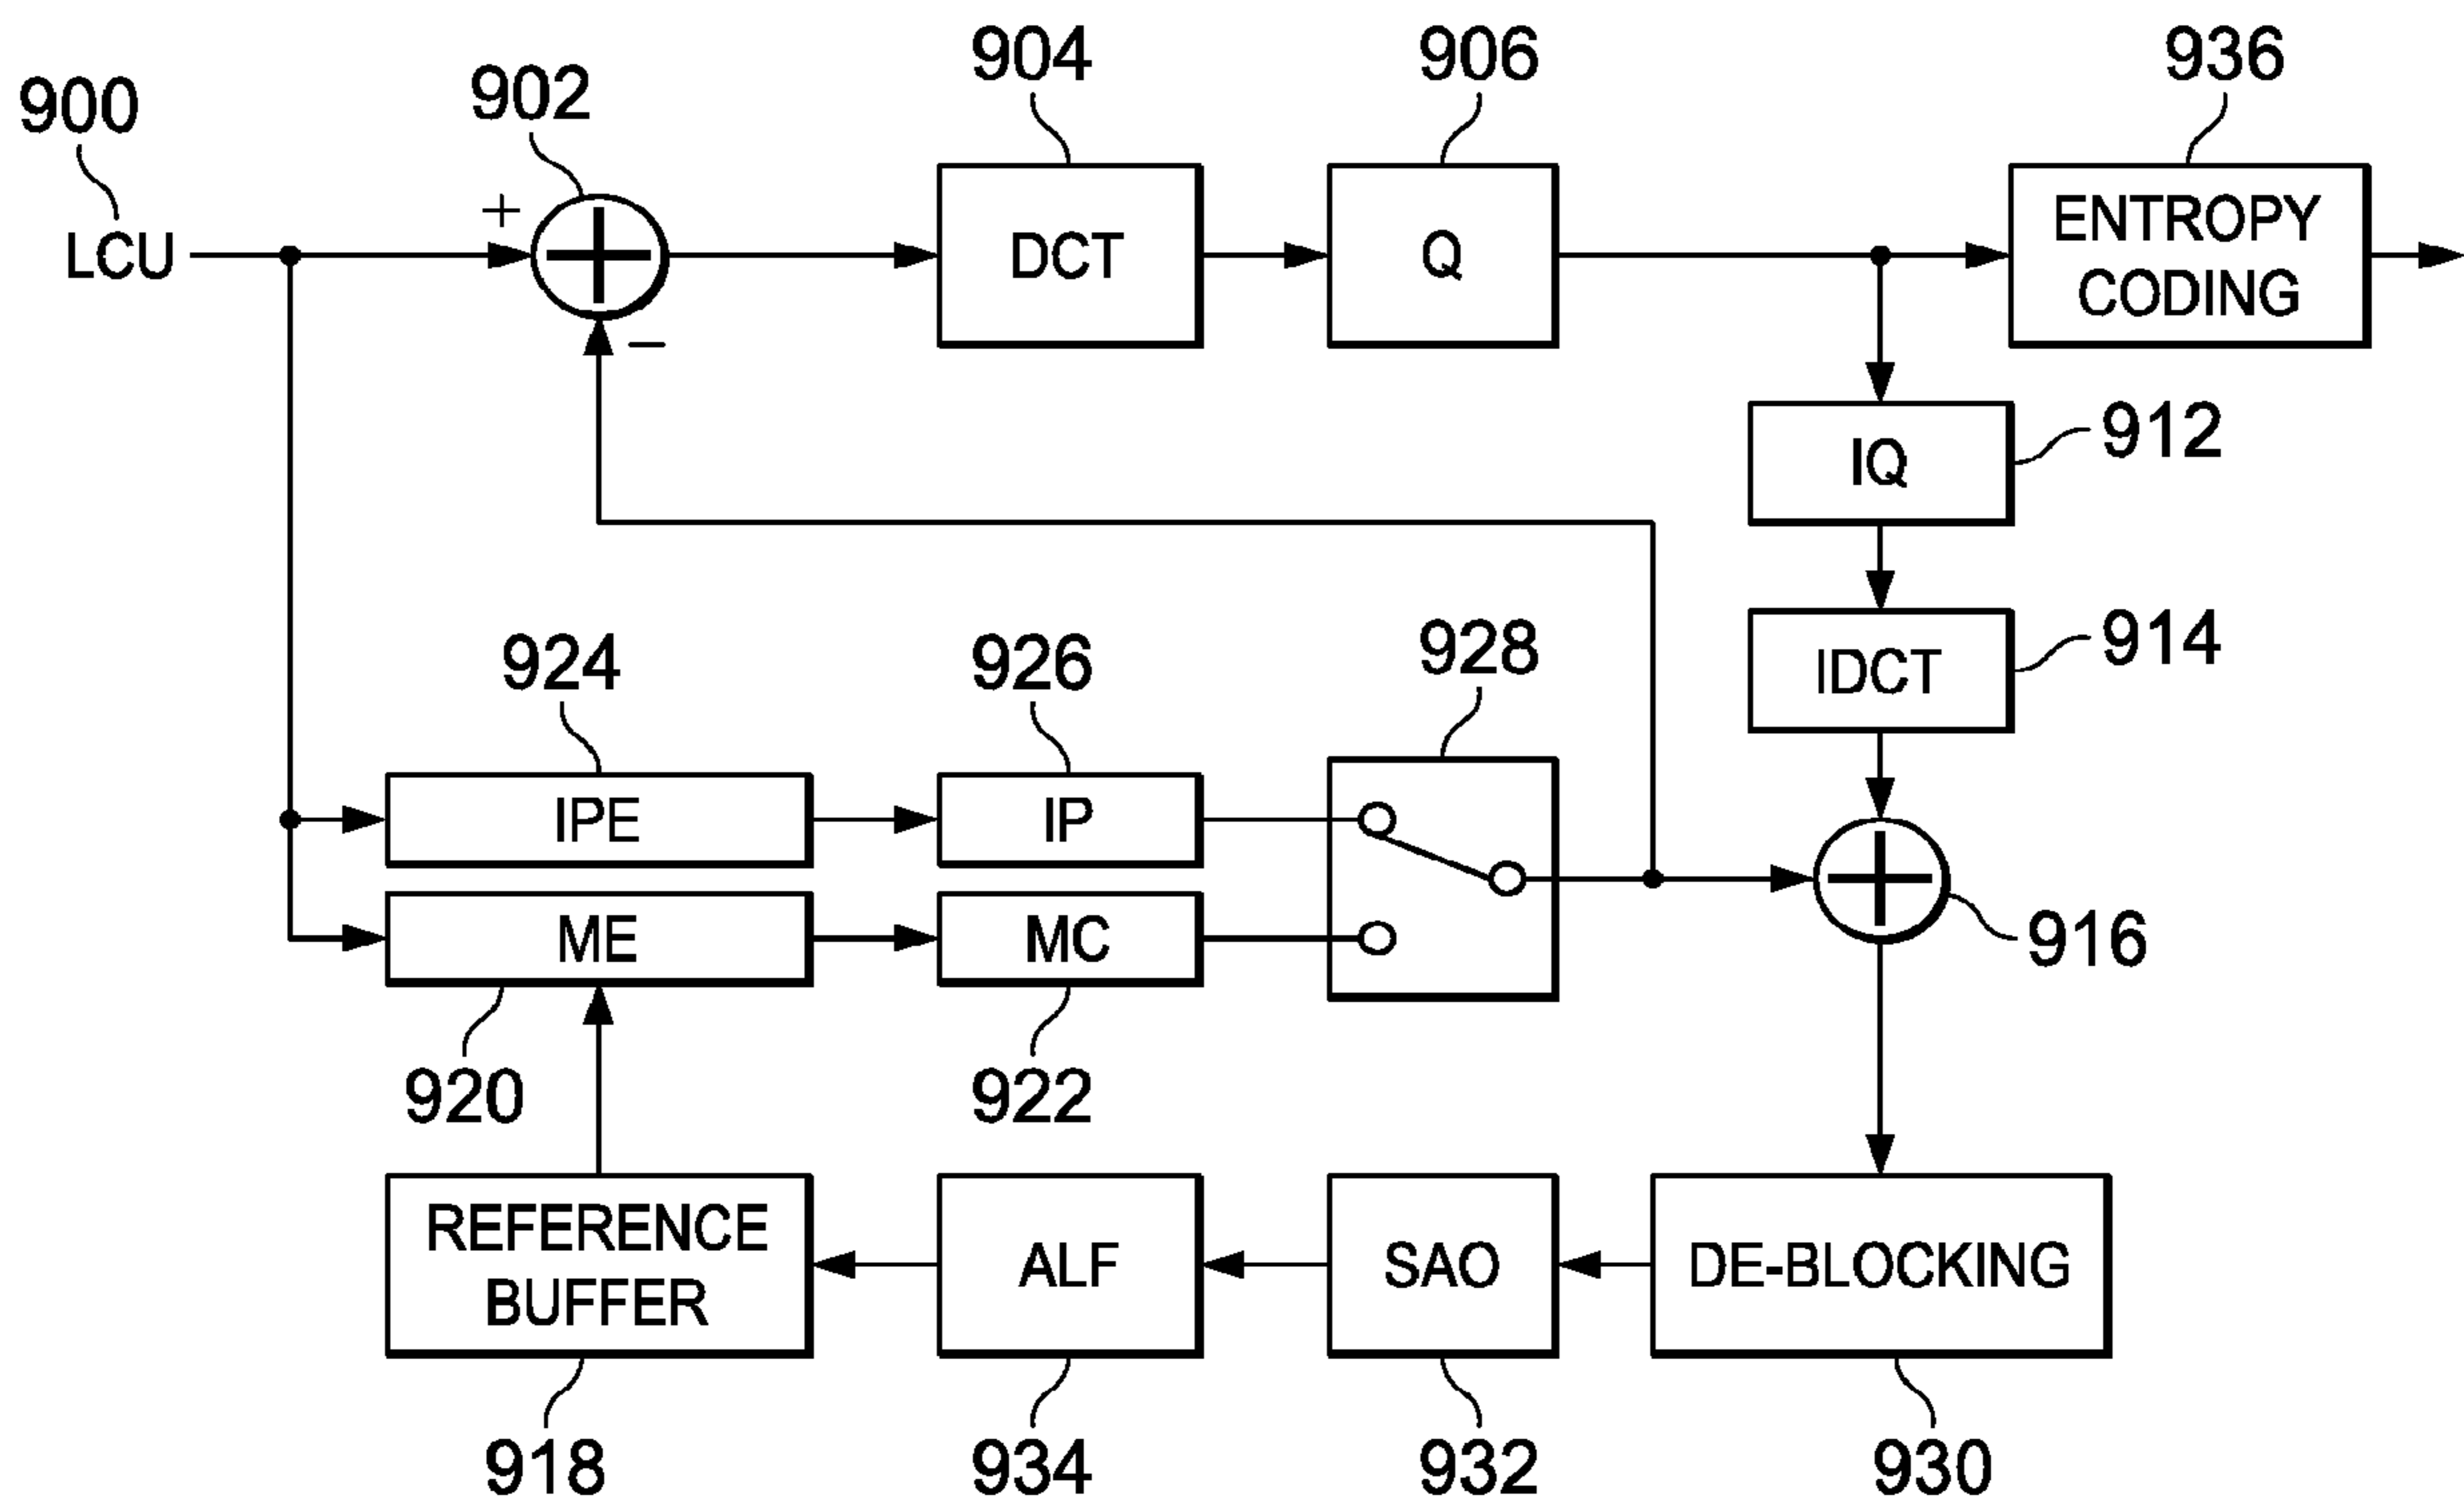 904
906
936
902
900
+
LCU
DCT
Q
ENTROPY
CODING
−
912
IQ
914
IDCT
924
926
928
IPE
IP
ME
MC
916
920
922
REFERENCE
BUFFER
ALF
SAO
DE-BLOCKING
918
934
932
930